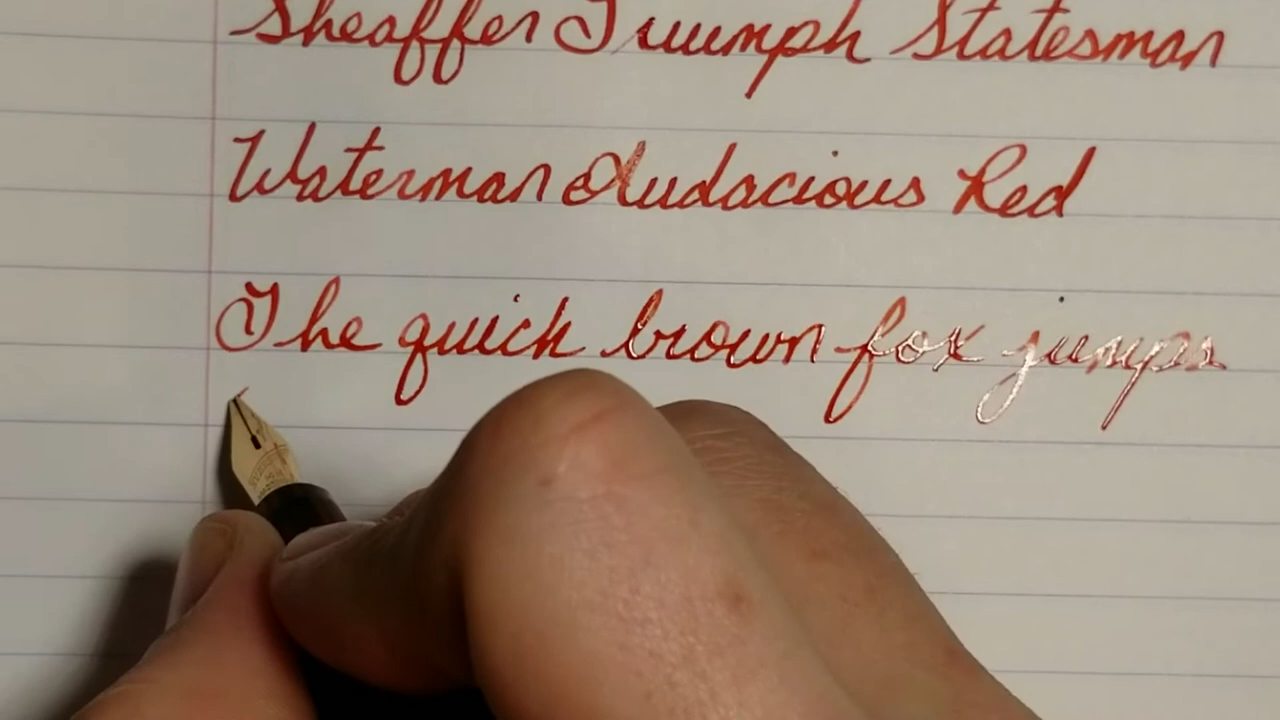 Sheaffer Triumph Statesman
Waterman Audacious Red
The quick brown fox jumps